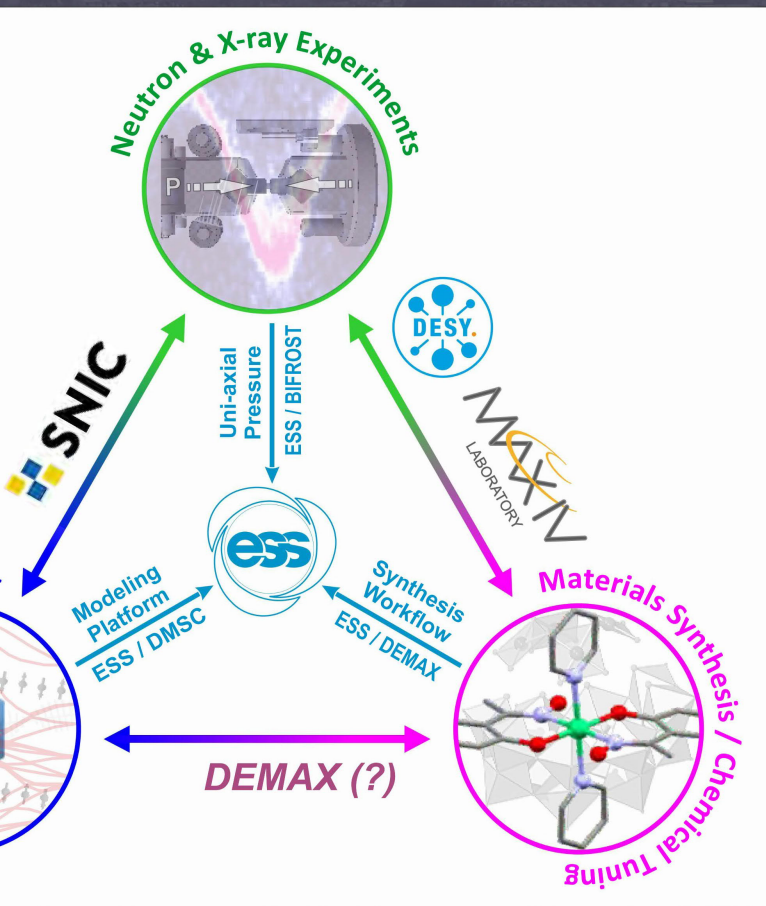 Neutron & X-ray Experiments
P
DESY.
SNIC
Uni-axial
Pressure
ESS / BIFROST
MAX IV
LABORATORY
ess
Modeling
Platform
ESS / DMSC
Synthesis
Workflow
ESS / DEMAX
Materials Synthesis / Chemical Tuning
DEMAX (?)